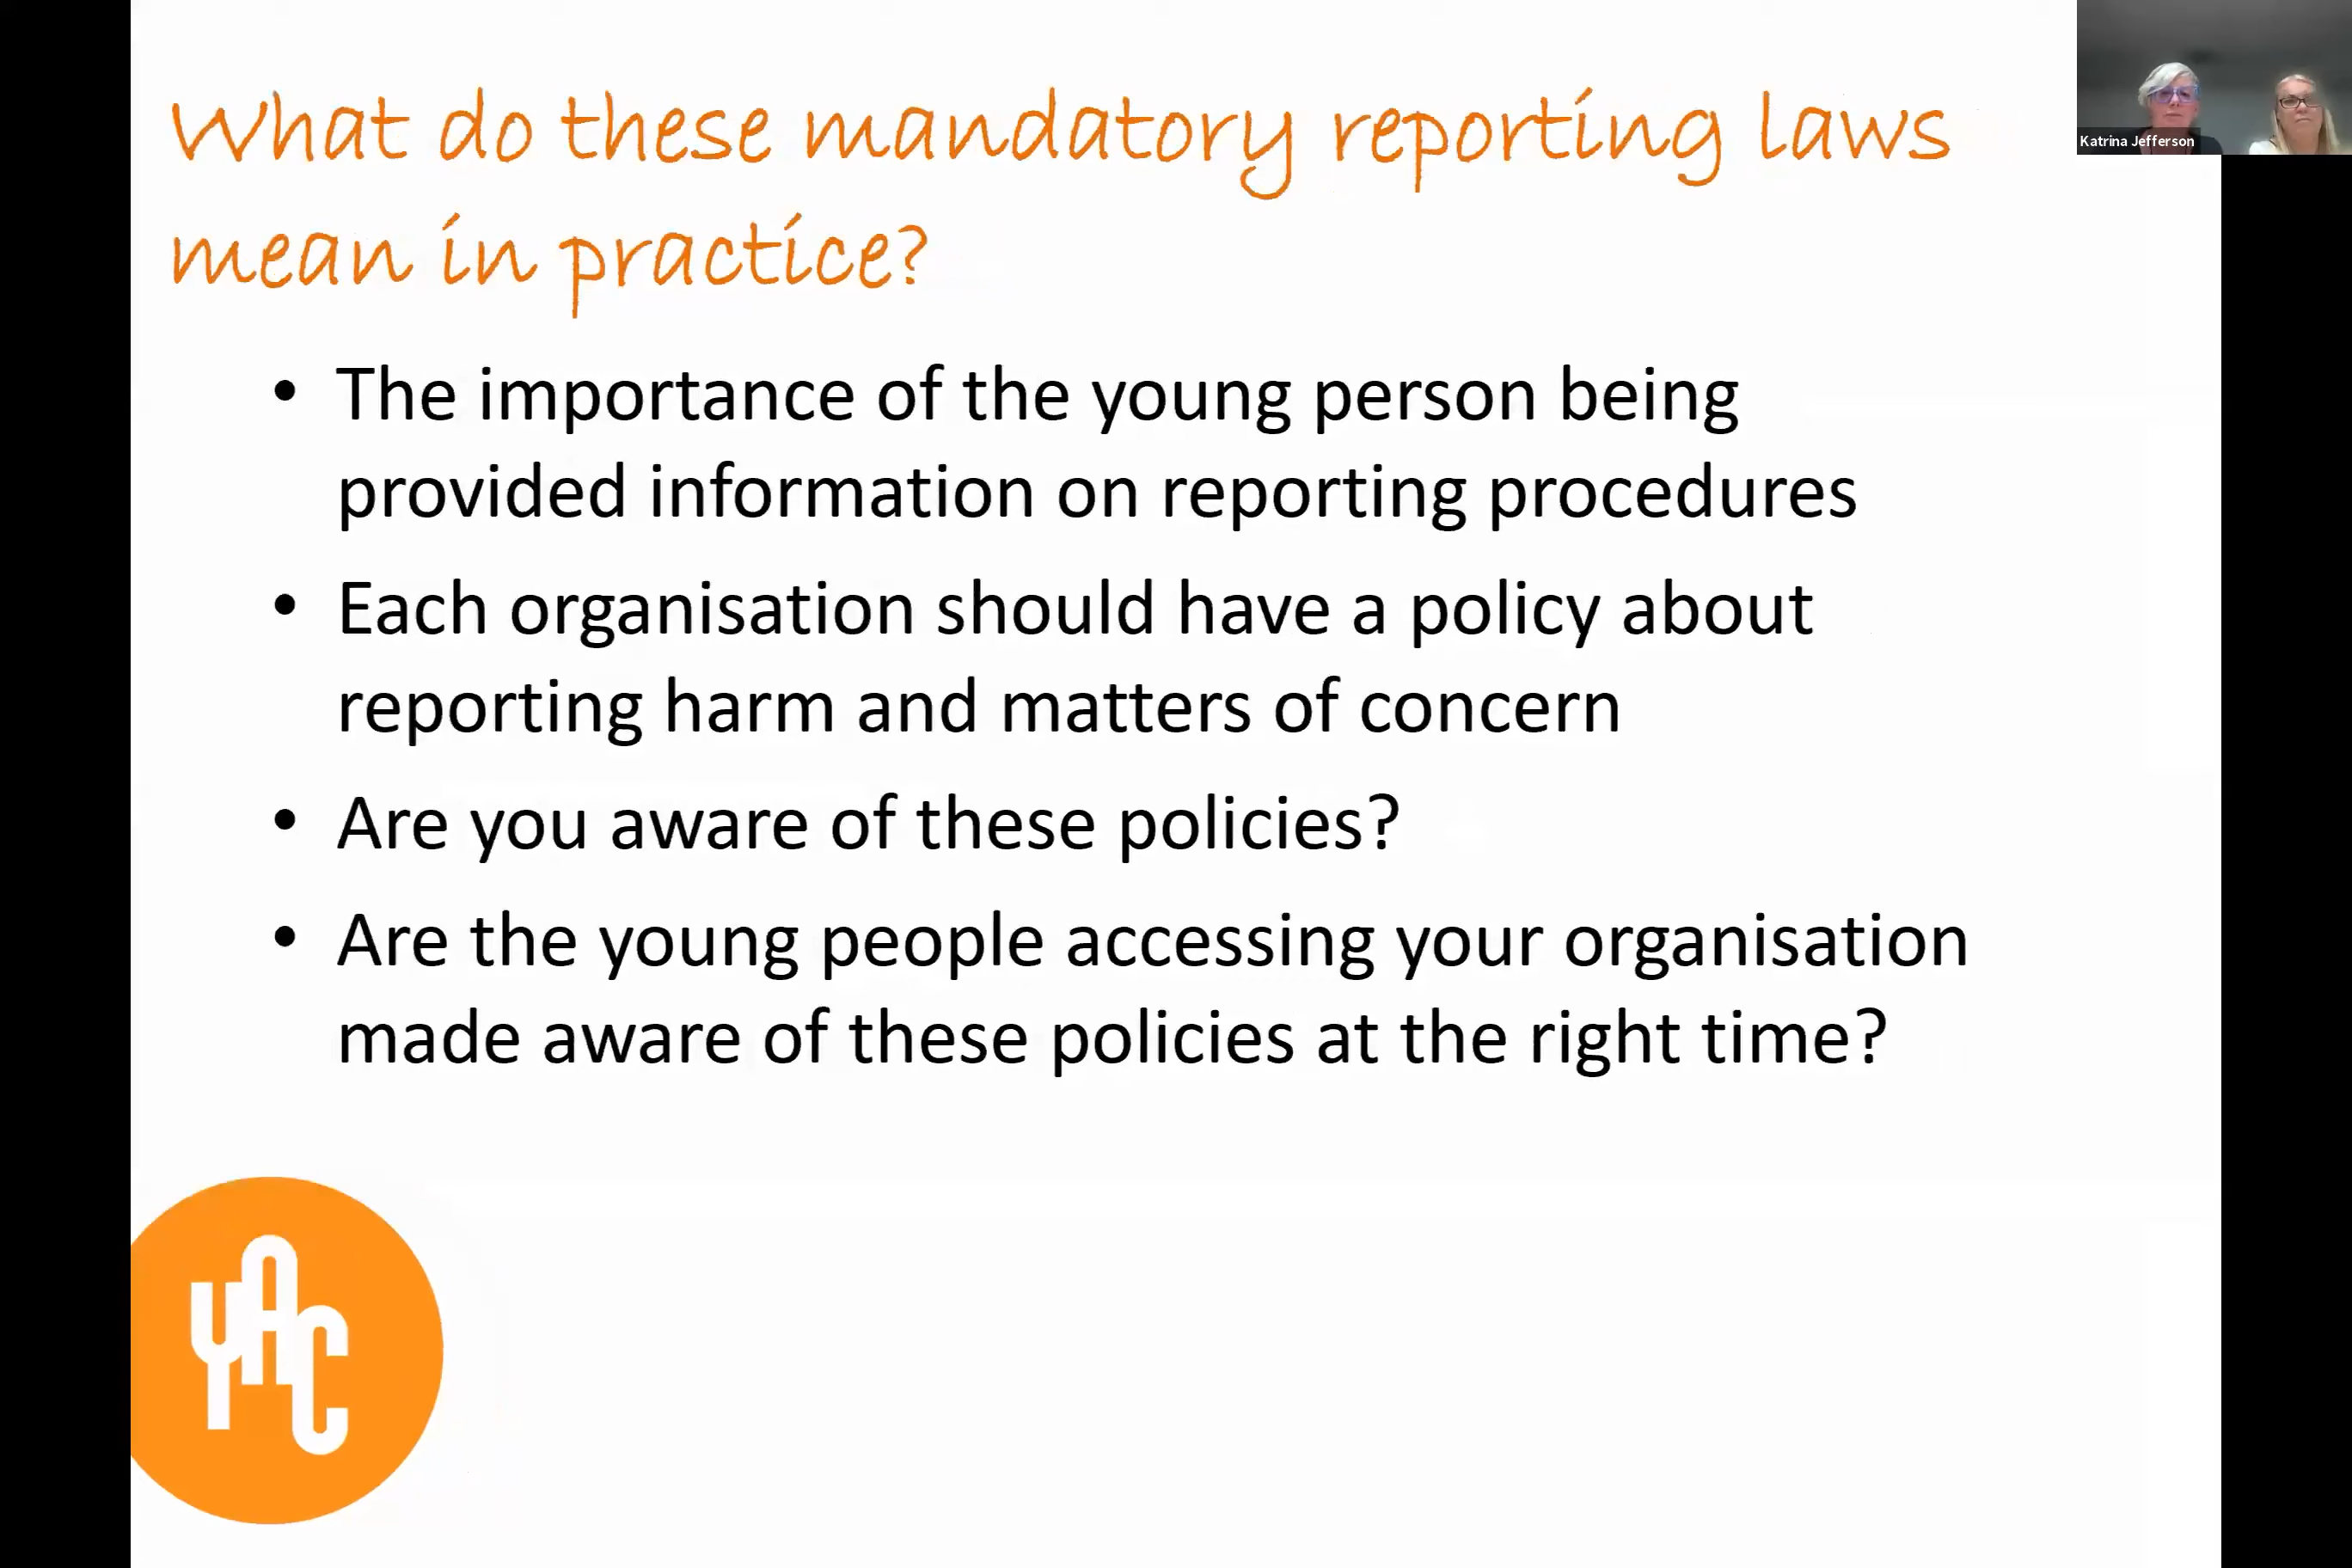 What do these mandatory reporting laws
mean in practice?
Katrina Jefferson
• The importance of the young person being
provided information on reporting procedures
• Each organisation should have a policy about
reporting harm and matters of concern
• Are you aware of these policies?
• Are the young people accessing your organisation
made aware of these policies at the right time?
YAC